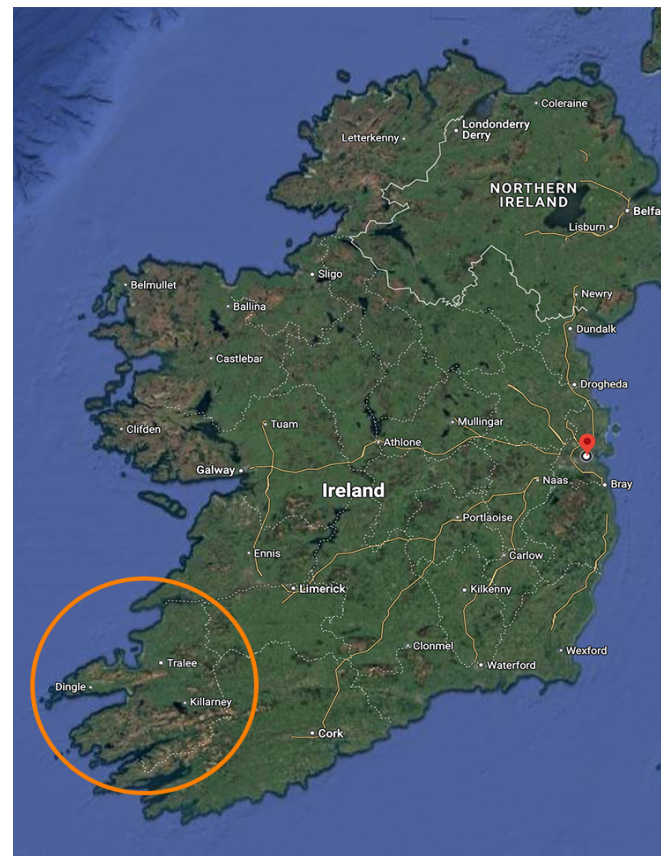 Coleraine
Londonderry
Derry
Letterkenny
NORTHERN
IRELAND
Belfa
Lisburn
Sligo
Belmullet
Newry
Ballina
Dundalk
Castlebar
Drogheda
Mullingar
Tuam
Clifden
Athlone
Galway
Naas
Bray
Ireland
Portlaoise
Ennis
Carlow
Limerick
Kilkenny
Clonmel
Wexford
Tralee
Waterford
Dingle
Killarney
Cork